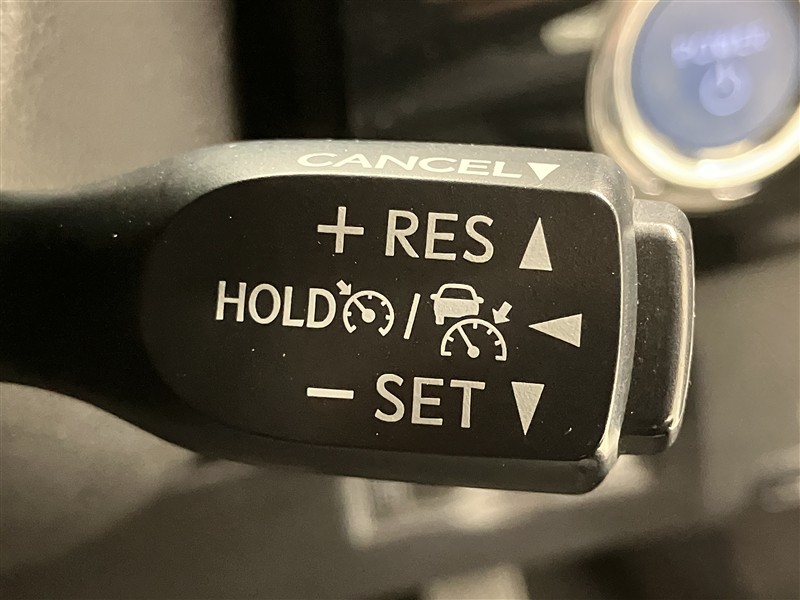 CANCEL▼
+ RES ▲
HOLD / ◀
− SET ▼